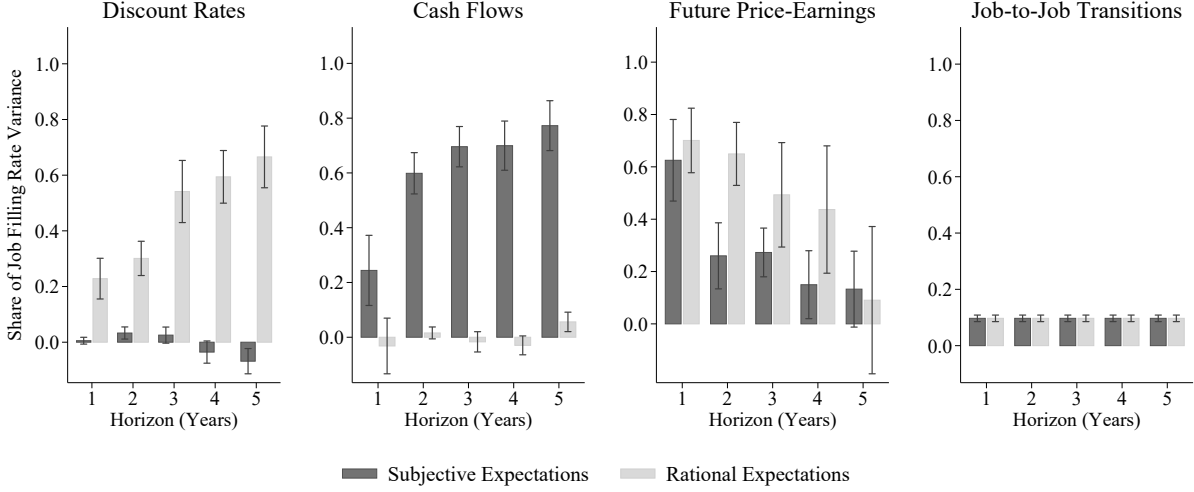 Discount Rates
Cash Flows
Future Price-Earnings
Job-to-Job Transitions
Share of Job Filling Rate Variance
1.0
0.8
0.6
0.4
0.2
0.0
1 2 3 4 5
Horizon (Years)
1.0
0.8
0.6
0.4
0.2
0.0
1 2 3 4 5
Horizon (Years)
1.0
0.8
0.6
0.4
0.2
0.0
1 2 3 4 5
Horizon (Years)
1.0
0.8
0.6
0.4
0.2
0.0
1 2 3 4 5
Horizon (Years)
Subjective Expectations
Rational Expectations